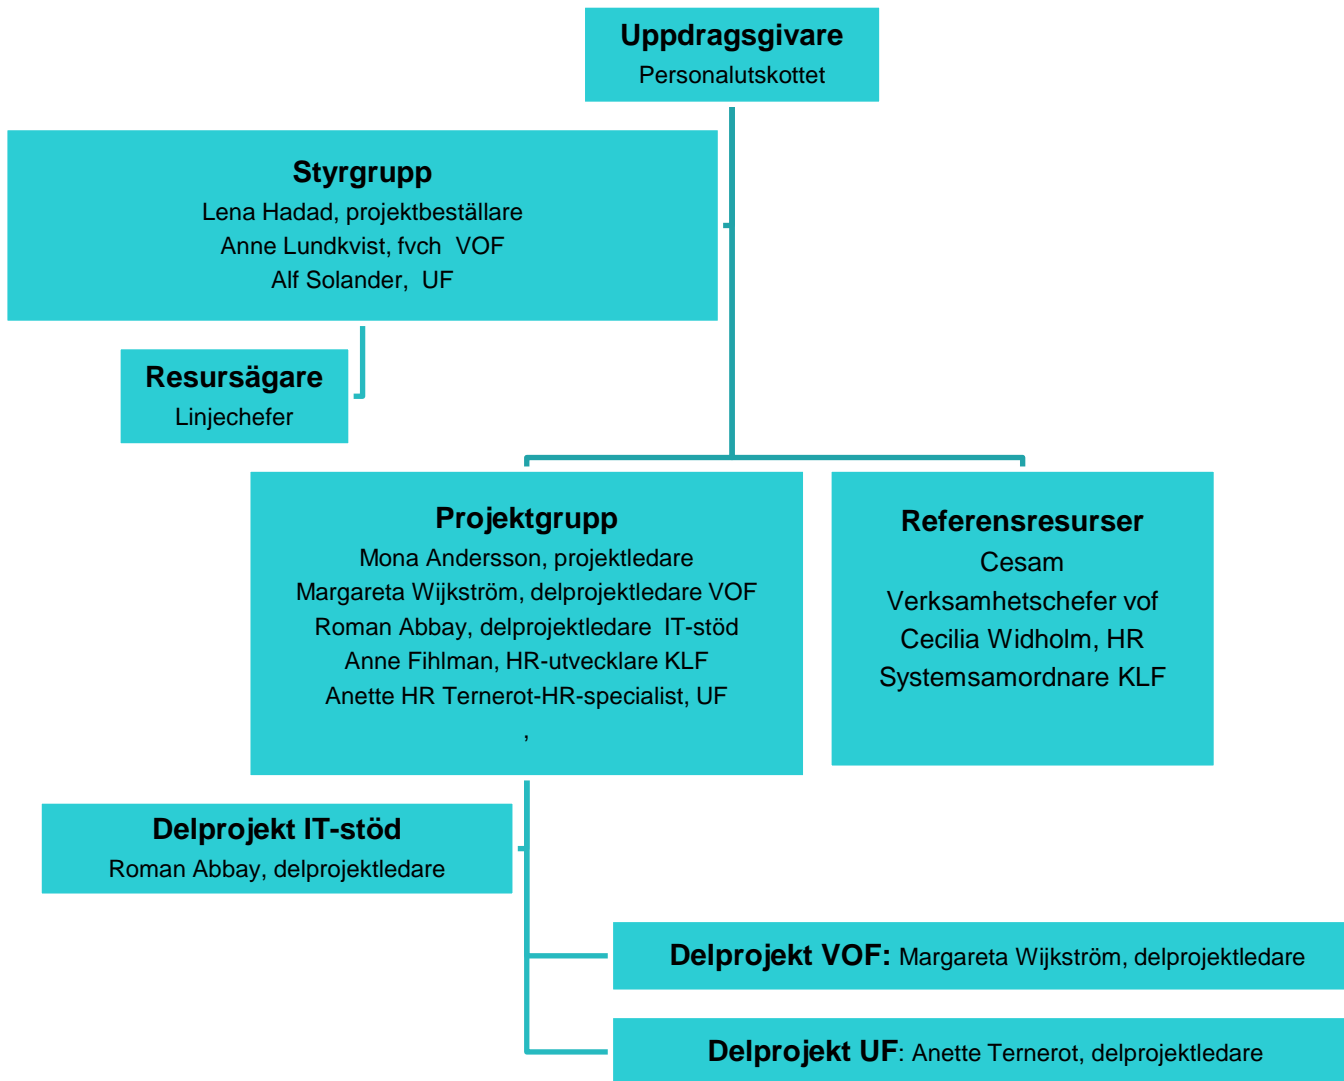 Uppdragsgivare
Personalutskottet
Styrgrupp
Lena Hadad, projektbeställare
Anne Lundkvist, fvch  VOF
Alf Solander,  UF
Resursägare
Linjechefer
Projektgrupp
Mona Andersson, projektledare
Margareta Wijkström, delprojektledare VOF
Roman Abbay, delprojektledare  IT-stöd
Anne Fihlman, HR-utvecklare KLF
Anette HR Ternerot-HR-specialist, UF
,
Referensresurser
Cesam
Verksamhetschefer vof
Cecilia Widholm, HR
Systemsamordnare KLF
Delprojekt IT-stöd
Roman Abbay, delprojektledare
Delprojekt VOF: Margareta Wijkström, delprojektledare
Delprojekt UF: Anette Ternerot, delprojektledare